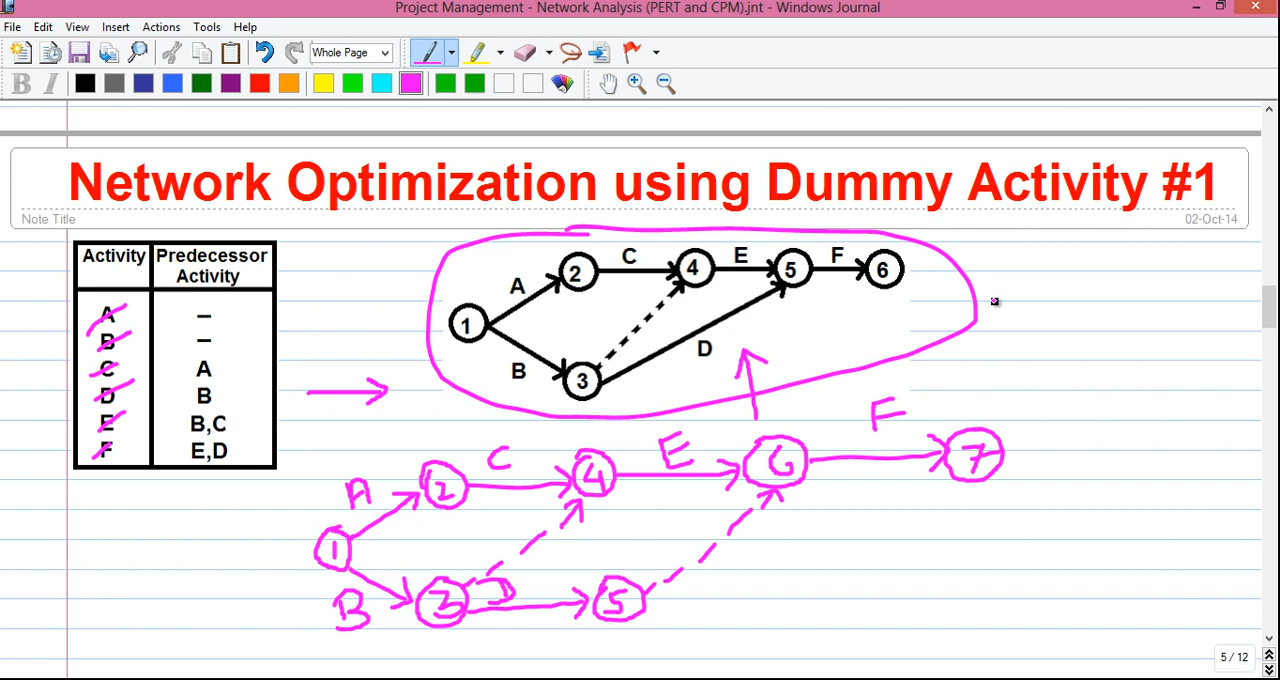 Project Management - Network Analysis (PERT and CPM).jnt - Windows Journal
File Edit View Insert Actions Tools Help
Whole Page
B I
Network Optimization using Dummy Activity #1
Note Title
02-Oct-14
Activity Predecessor Activity
A –
B –
C A
D B
E B,C
F E,D
A 2 C 4 E 5 F 6
1
B 3 D
A 2 C 4 E 6 F 7
1
B 3 D 5
5 / 12